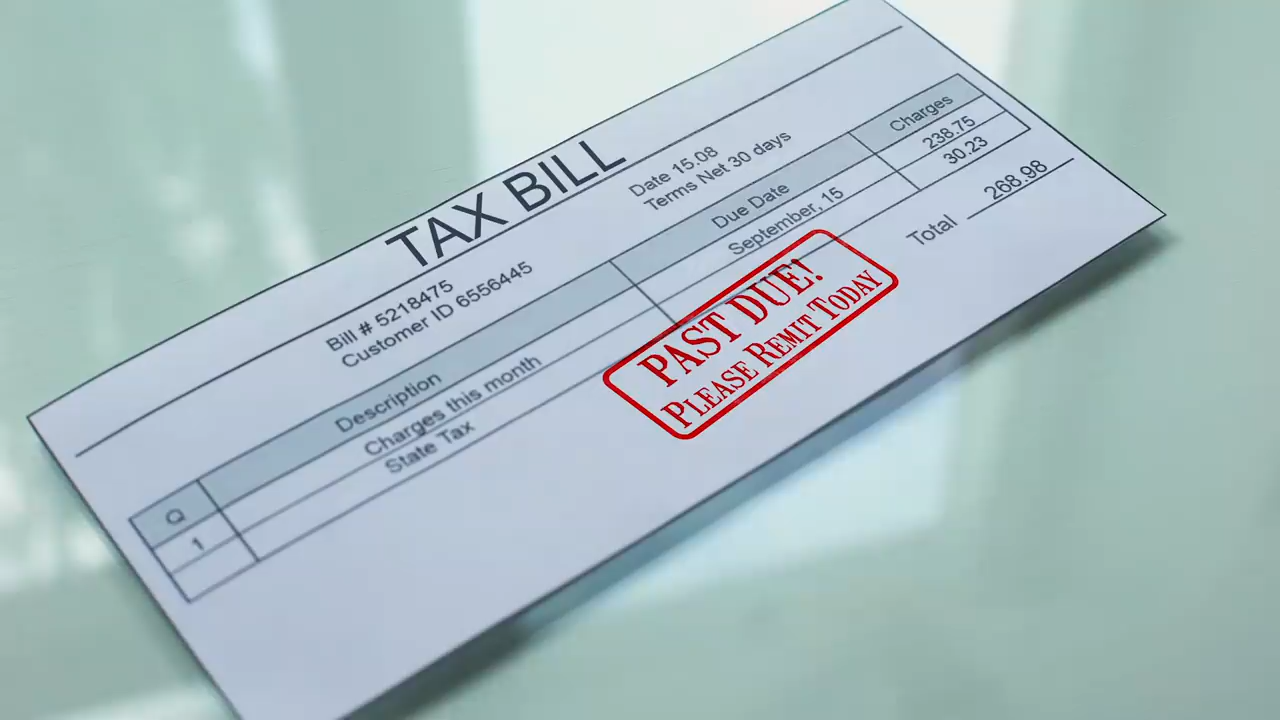 TAX BILL
Bill # 5218475
Customer ID 6556445
Date 15.08
Terms Net 30 days
Q Description Due Date Charges
1 Charges this month September, 15 238.75
State Tax 30.23
Total 268.98
PAST DUE!
PLEASE REMIT TODAY